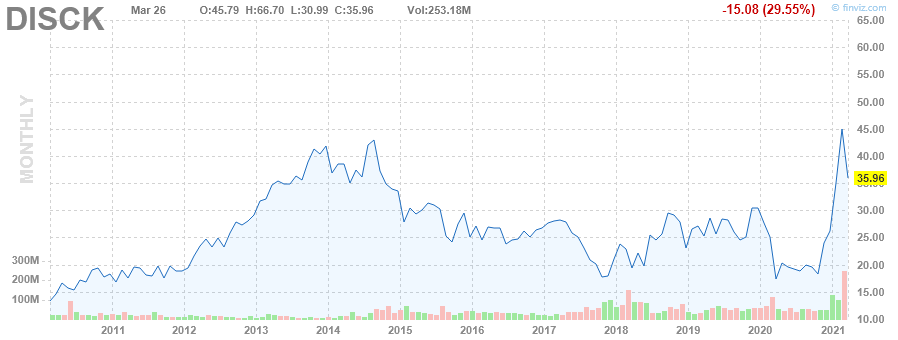 DISCK Mar 26 O:45.79 H:66.70 L:30.99 C:35.96 Vol:253.18M -15.08 (29.55%) © finviz.com
MONTHLY
65.00
60.00
55.00
50.00
45.00
40.00
35.96
35.00
30.00
25.00
300M 20.00
200M
15.00
100M
10.00
2011 2012 2013 2014 2015 2016 2017 2018 2019 2020 2021